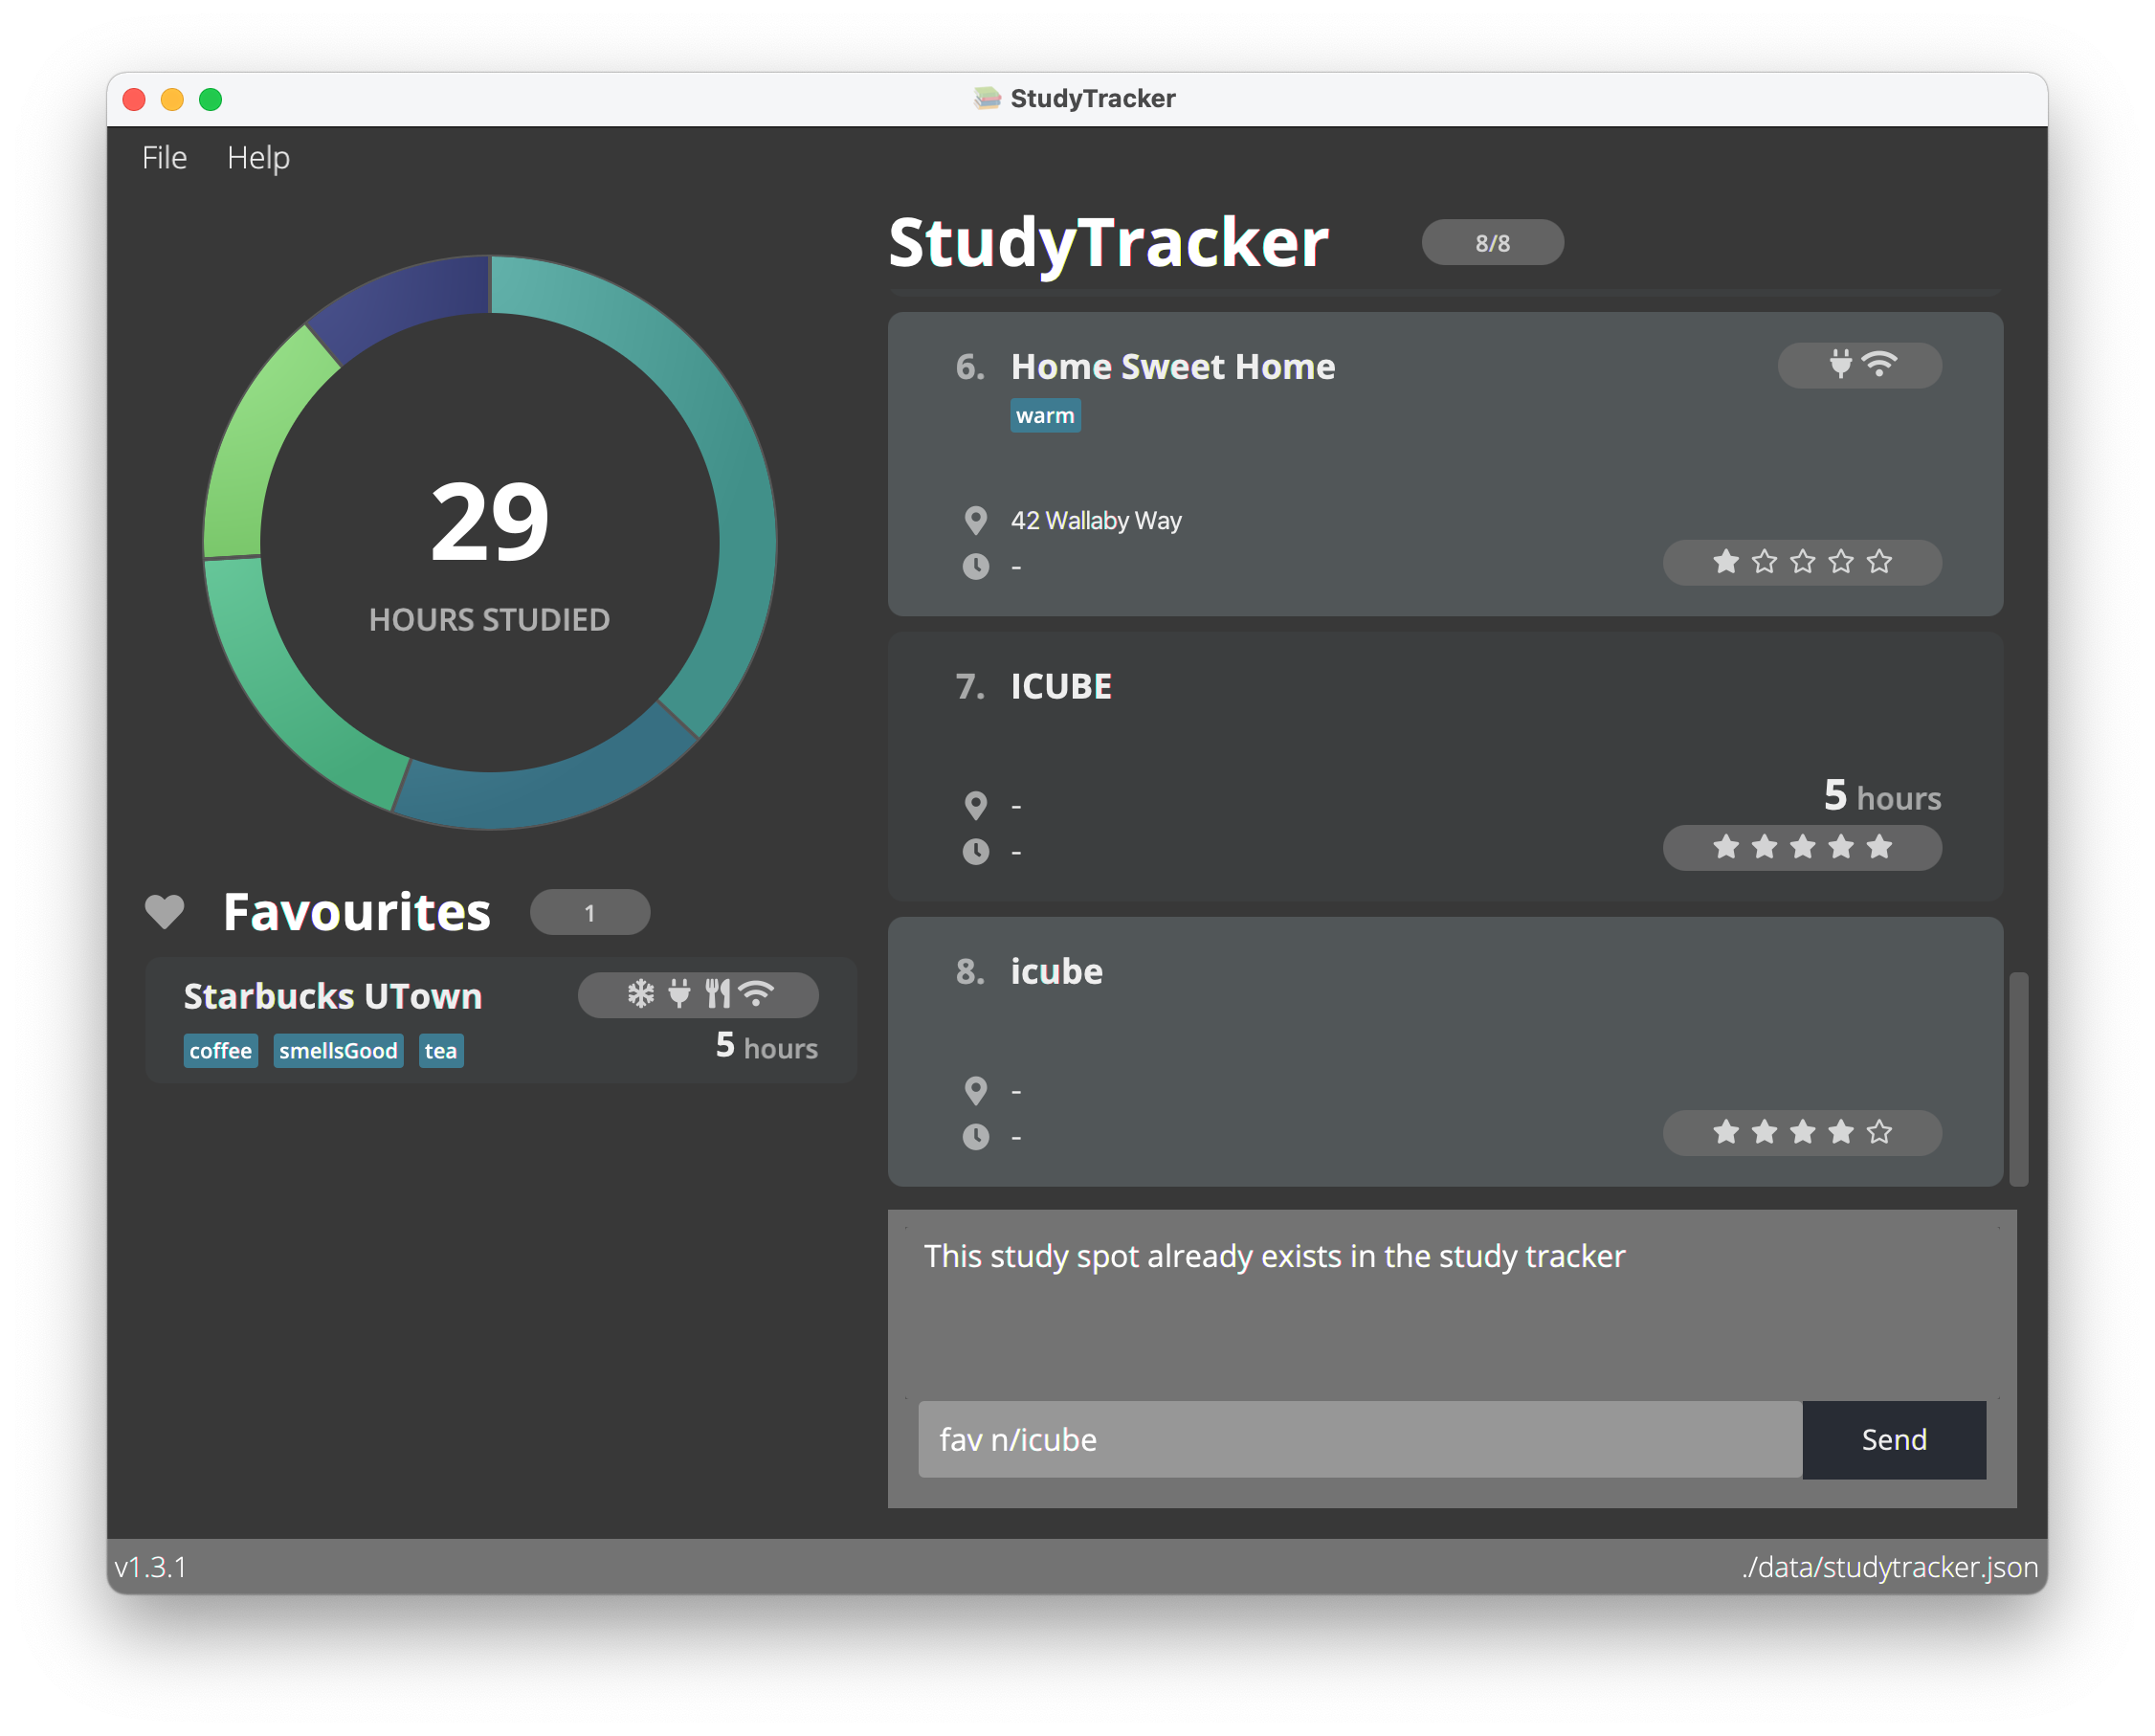 StudyTracker
File Help
29
HOURS STUDIED
Favourites 1
Starbucks UTown
coffee smellsGood tea 5 hours
StudyTracker 8/8
6. Home Sweet Home
warm
42 Wallaby Way
-
7. ICUBE
-
5 hours
-
8. icube
-
-
This study spot already exists in the study tracker
fav n/icube Send
v1.3.1 ./data/studytracker.json